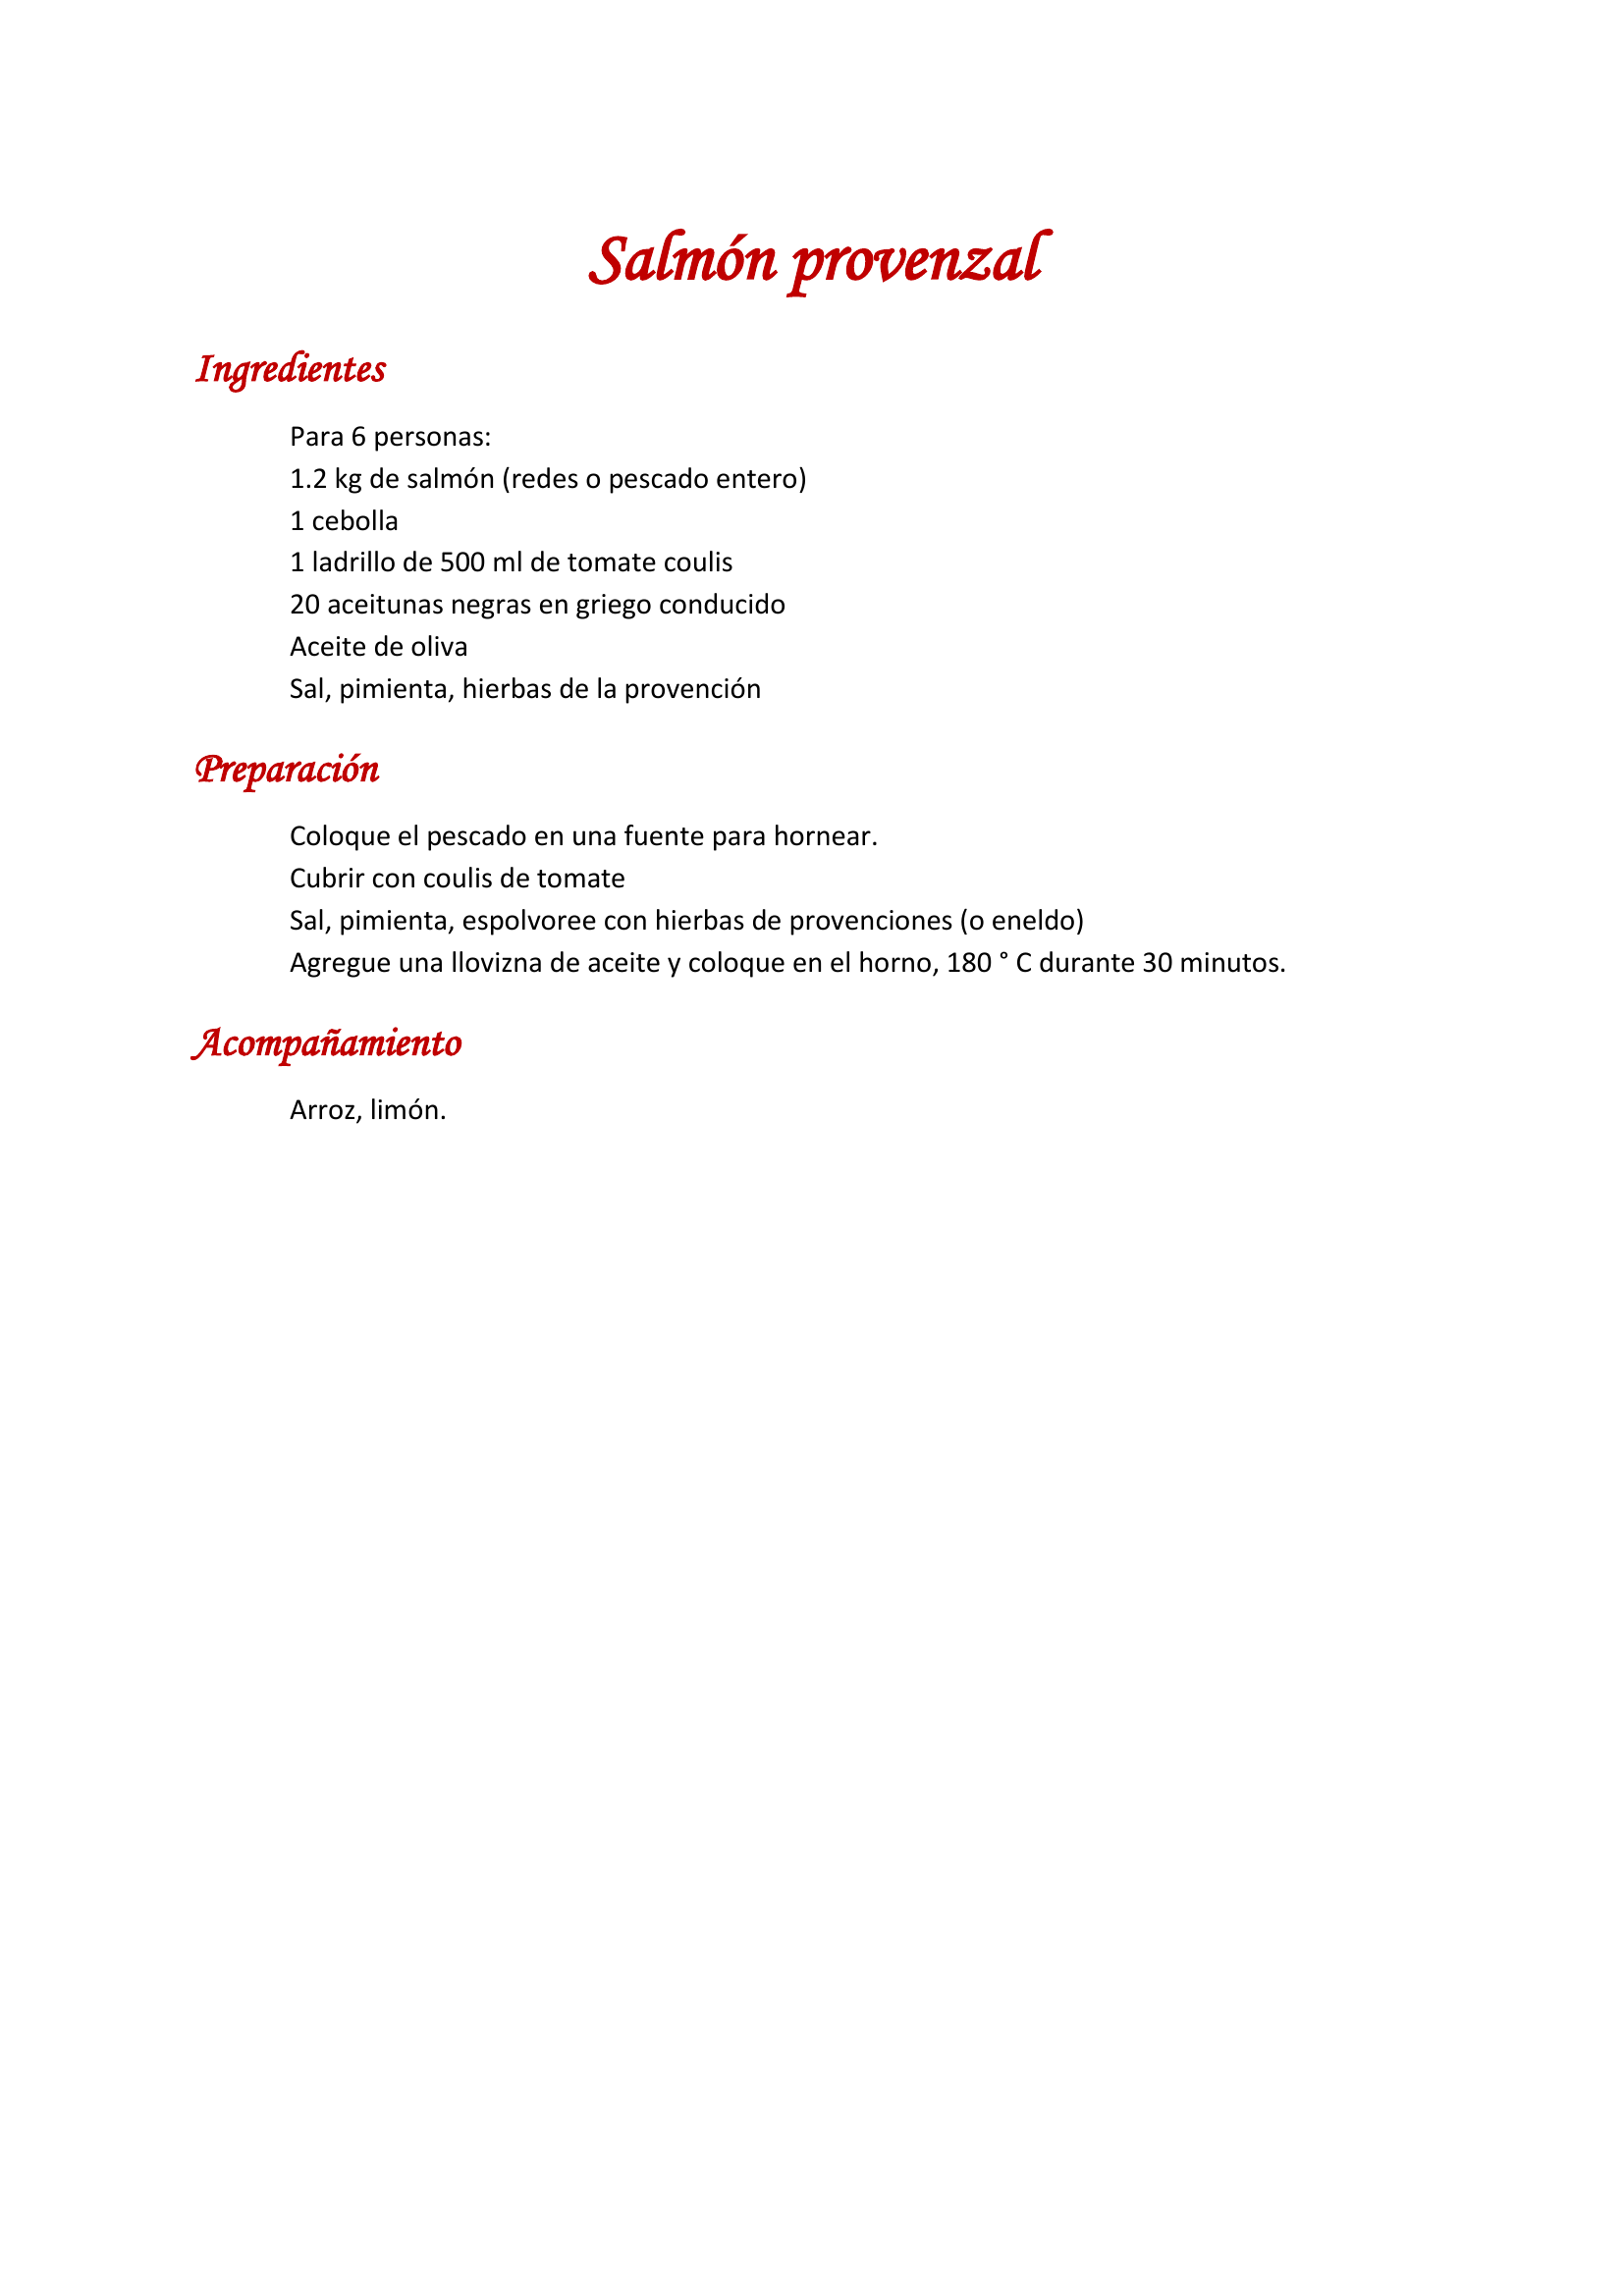 Salmón provenzal
Ingredientes
Para 6 personas:
1.2 kg de salmón (redes o pescado entero)
1 cebolla
1 ladrillo de 500 ml de tomate coulis
20 aceitunas negras en griego conducido
Aceite de oliva
Sal, pimienta, hierbas de la provención
Preparación
Coloque el pescado en una fuente para hornear.
Cubrir con coulis de tomate
Sal, pimienta, espolvoree con hierbas de provenciones (o eneldo)
Agregue una llovizna de aceite y coloque en el horno, 180 ° C durante 30 minutos.
Acompañamiento
Arroz, limón.